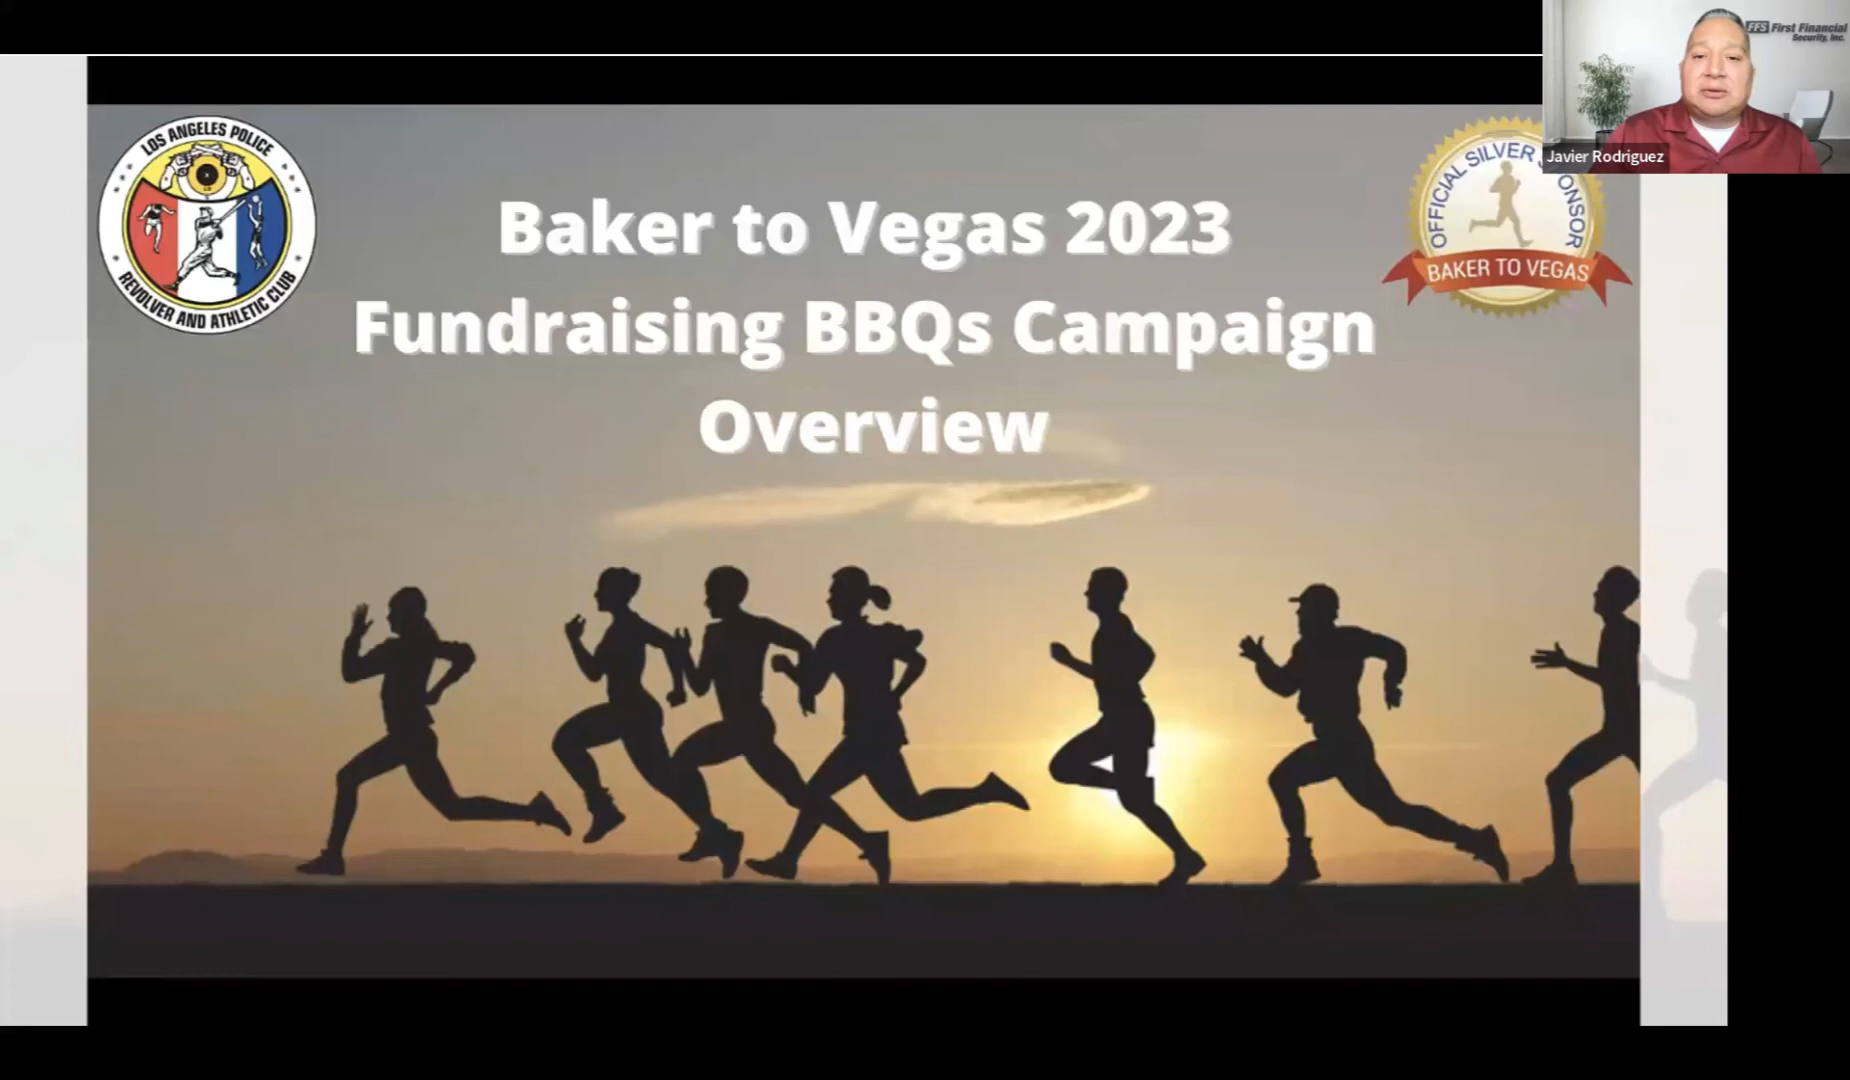 LOS ANGELES POLICE
REVOLVER AND ATHLETIC CLUB
Baker to Vegas 2023
Fundraising BBQs Campaign
Overview
OFFICIAL SILVER
BAKER TO VEGAS
FFS First Financial
Security, Inc.
Javier Rodriguez